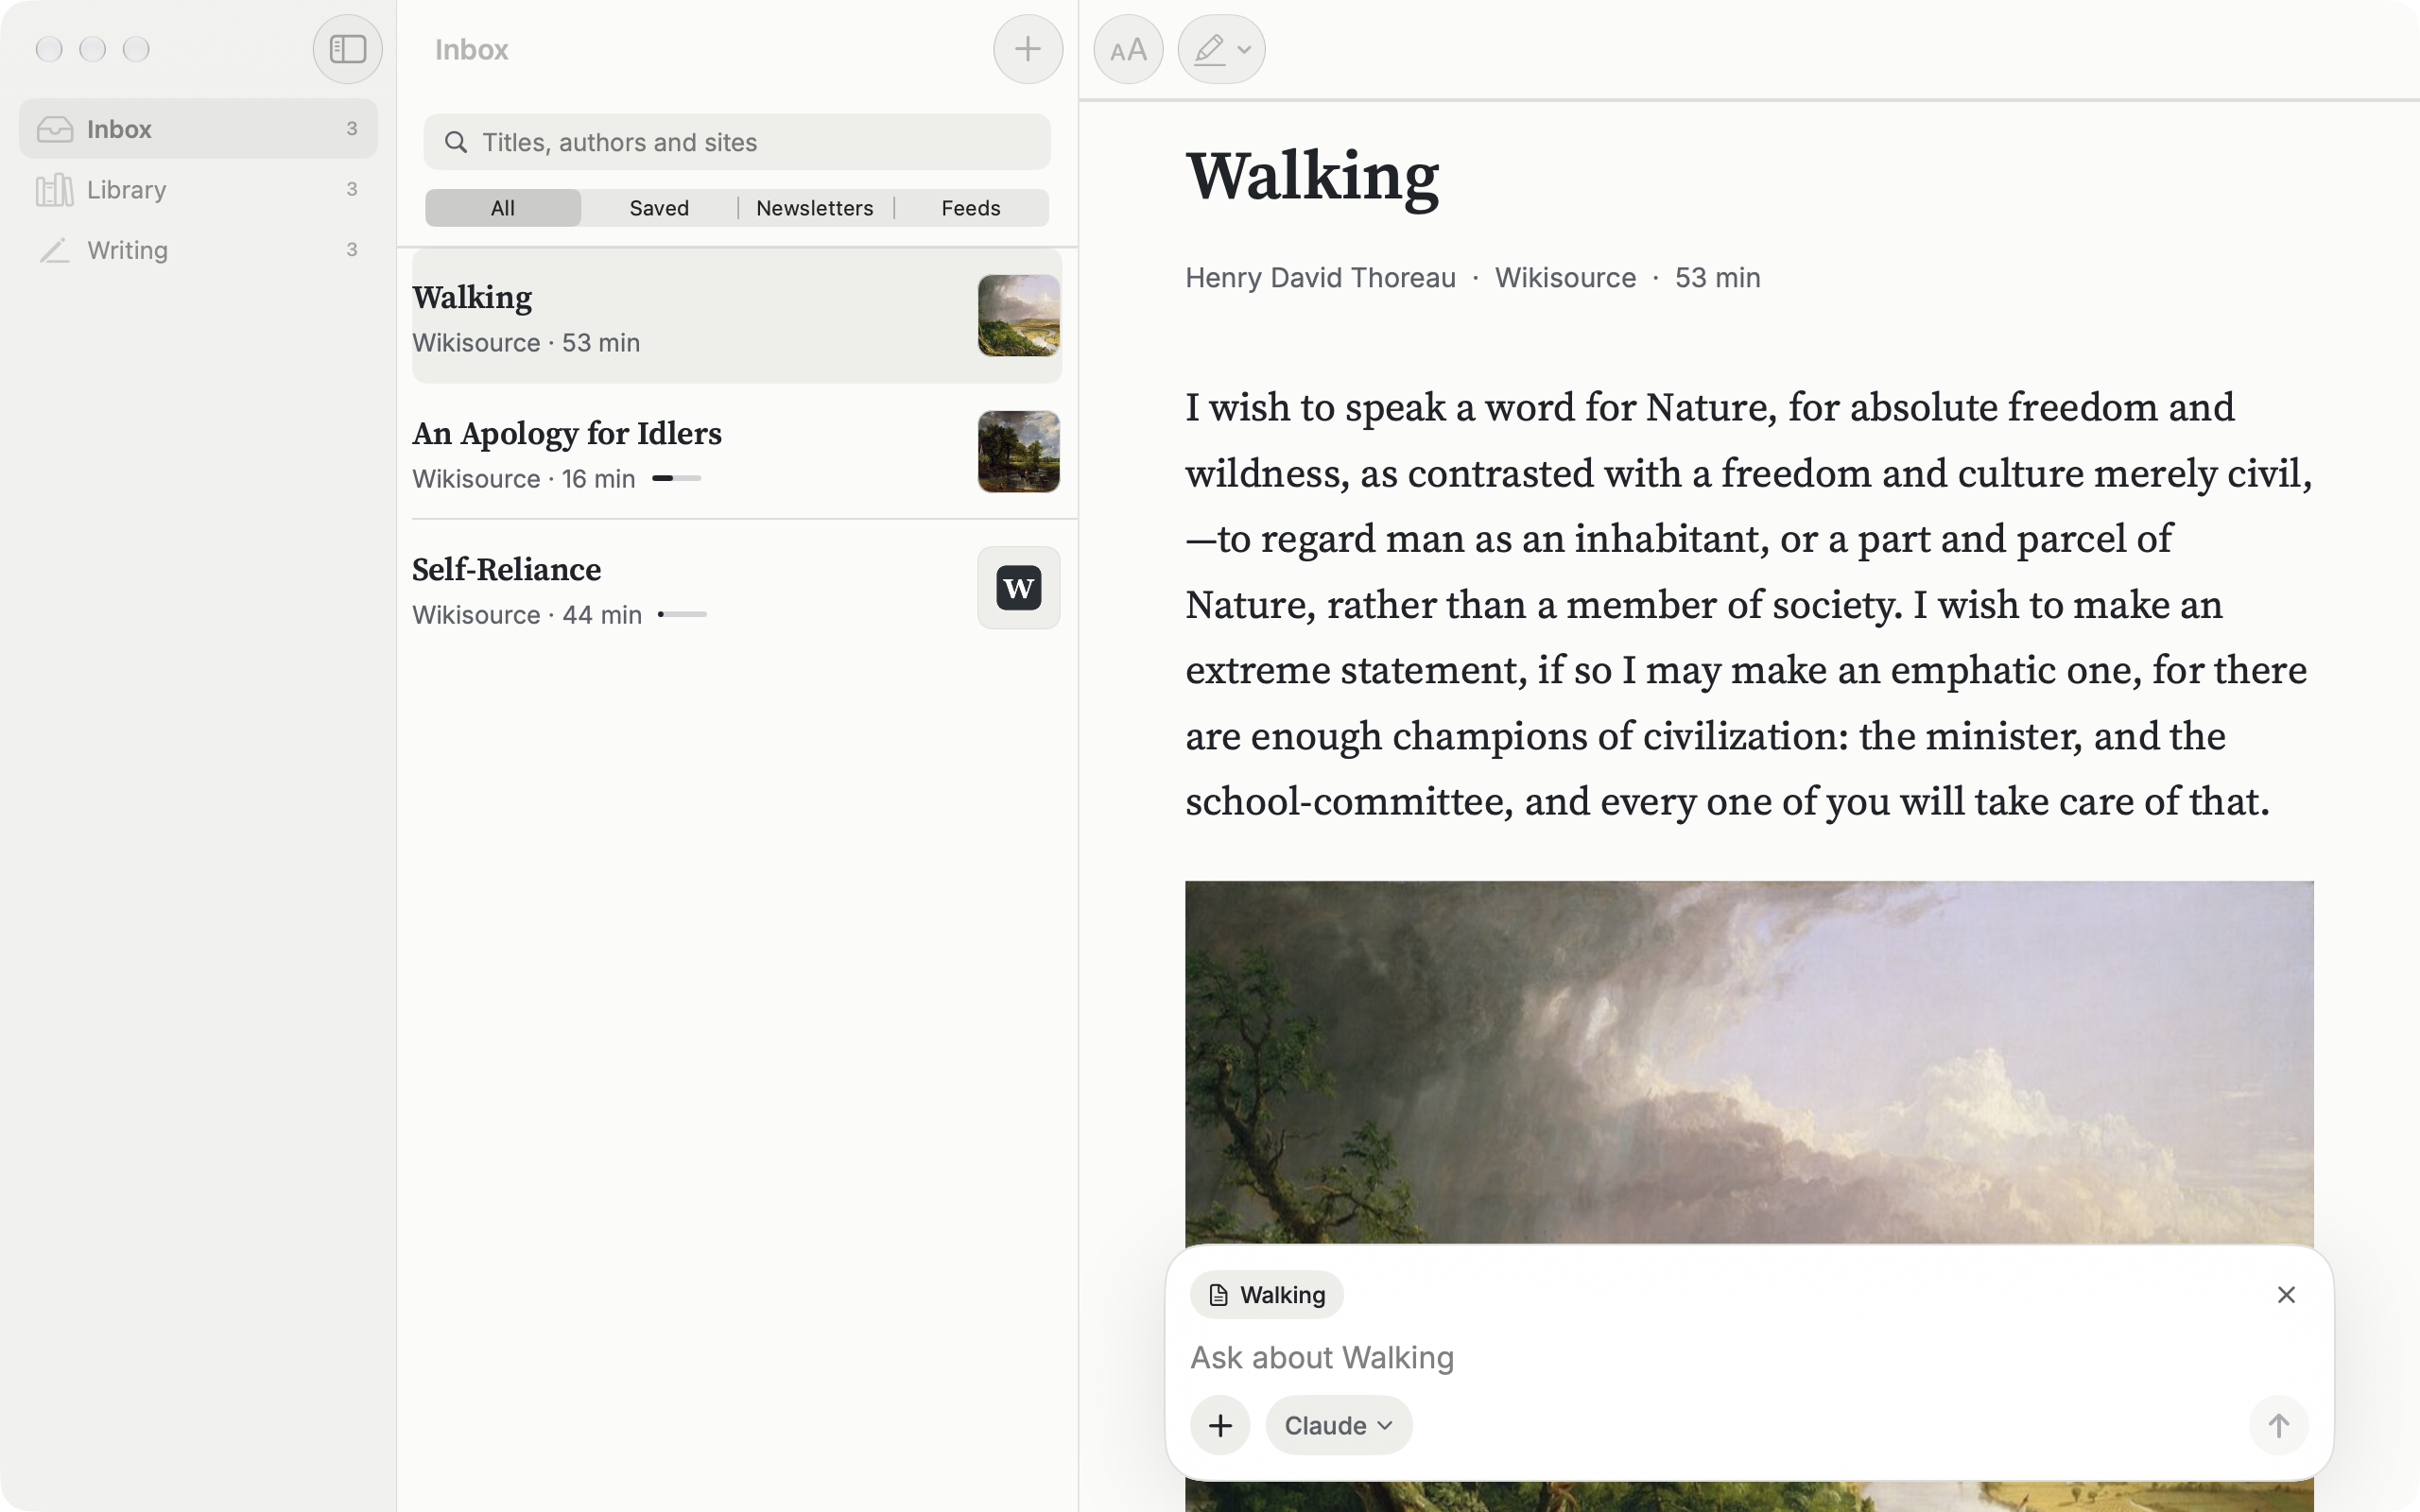 Inbox 3
Library 3
Writing 3
Inbox
Titles, authors and sites
All Saved Newsletters Feeds
Walking
Wikisource · 53 min
An Apology for Idlers
Wikisource · 16 min
Self-Reliance
Wikisource · 44 min
W
AA
Walking
Henry David Thoreau · Wikisource · 53 min
I wish to speak a word for Nature, for absolute freedom and
wildness, as contrasted with a freedom and culture merely civil,
—to regard man as an inhabitant, or a part and parcel of
Nature, rather than a member of society. I wish to make an
extreme statement, if so I may make an emphatic one, for there
are enough champions of civilization: the minister, and the
school-committee, and every one of you will take care of that.
Walking
Ask about Walking
Claude